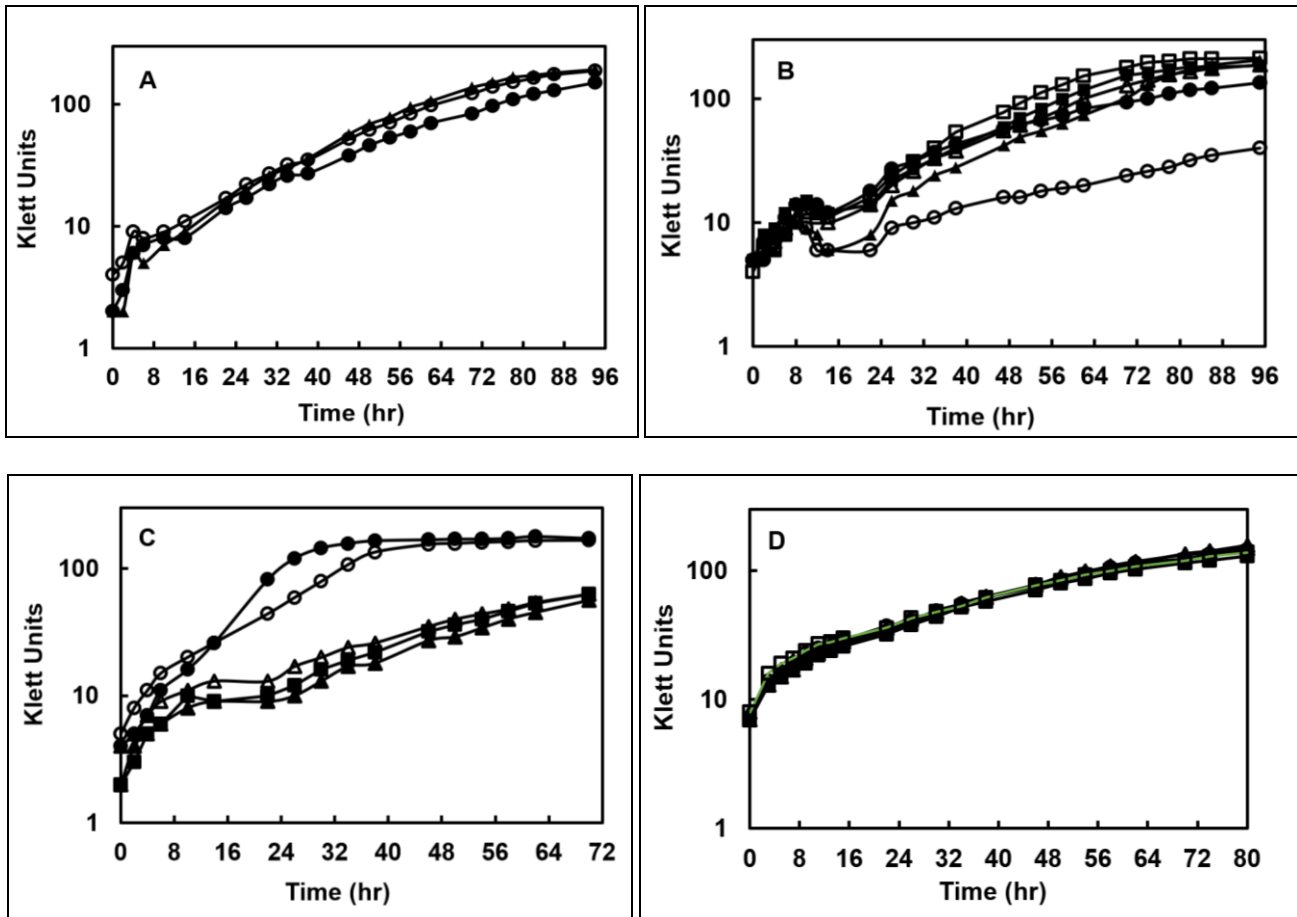 A
Klett Units
100
10
1
0 8 16 24 32 40 48 56 64 72 80 88 96
Time (hr)
B
Klett Units
100
10
1
0 8 16 24 32 40 48 56 64 72 80 88 96
Time (hr)
C
Klett Units
100
10
1
0 8 16 24 32 40 48 56 64 72
Time (hr)
D
Klett Units
100
10
1
0 8 16 24 32 40 48 56 64 72 80
Time (hr)